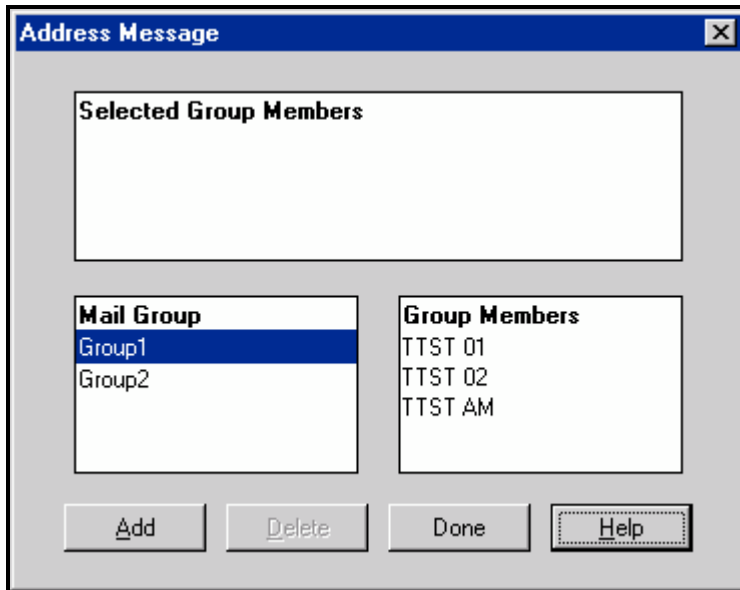 Address Message
Selected Group Members
Mail Group
Group1
Group2
Group Members
TTST 01
TTST 02
TTST AM
Add
Delete
Done
Help